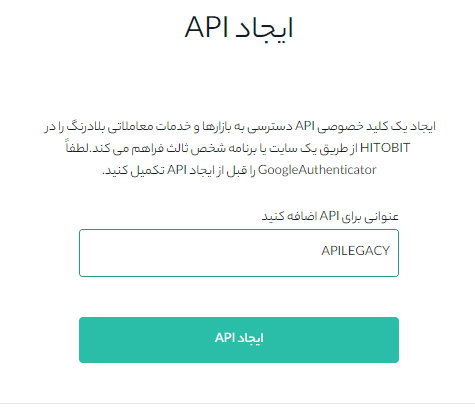 ایجاد API
ایجاد یک کلید خصوصی API دسترسی به بازارها و خدمات معاملاتی بلادرنگ را در
HITOBIT از طریق یک سایت یا برنامه شخص ثالث فراهم می کند.لطفاً
GoogleAuthenticator را قبل از ایجاد API تکمیل کنید.
عنوانی برای API اضافه کنید
APILEGACY
ایجاد API